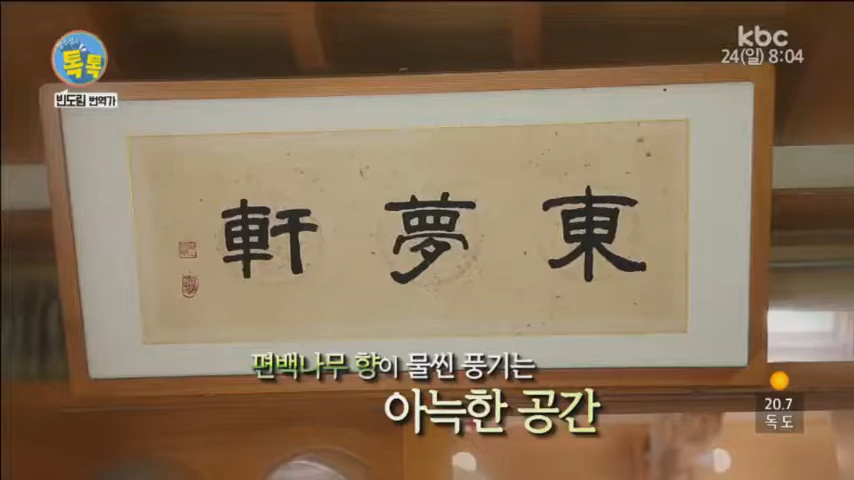 톡톡
빈도림 번역가
kbc
24(일) 8:04
東夢軒
편백나무 향이 물씬 풍기는
아늑한 공간
20.7
독도